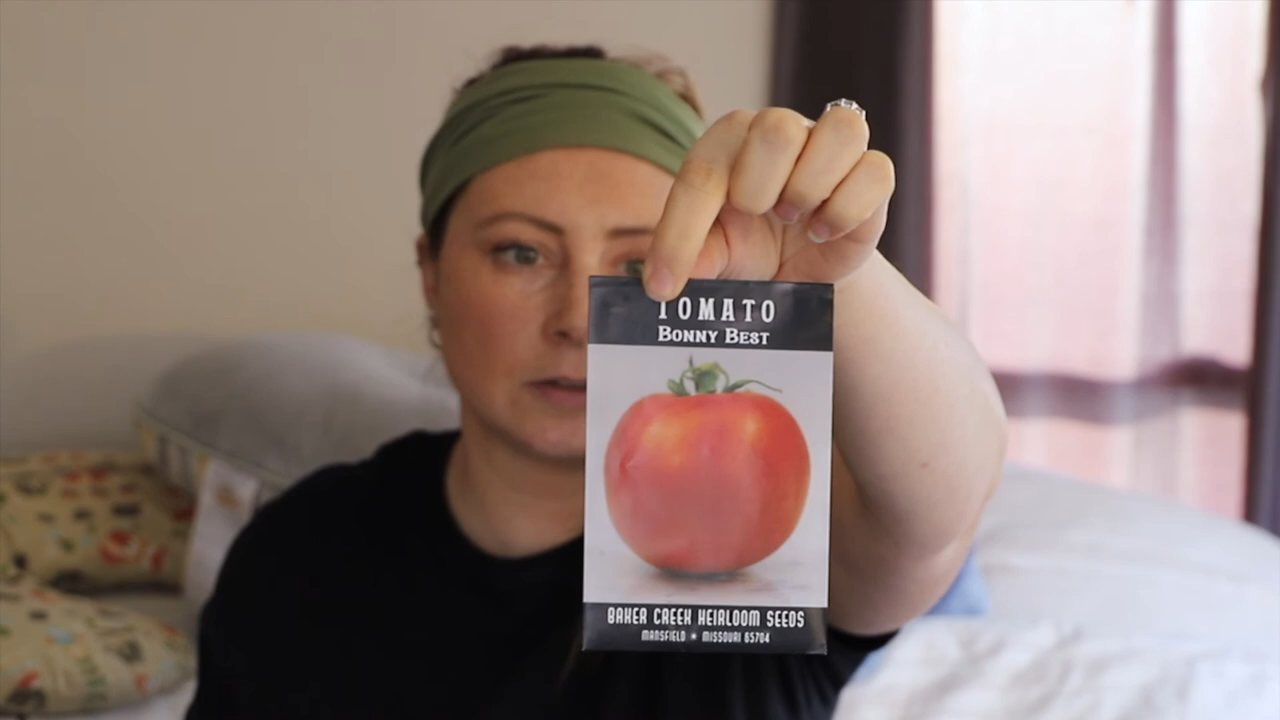 TOMATO
BONNY BEST
BAKER CREEK HEIRLOOM SEEDS
MANSFIELD * MISSOURI 65704